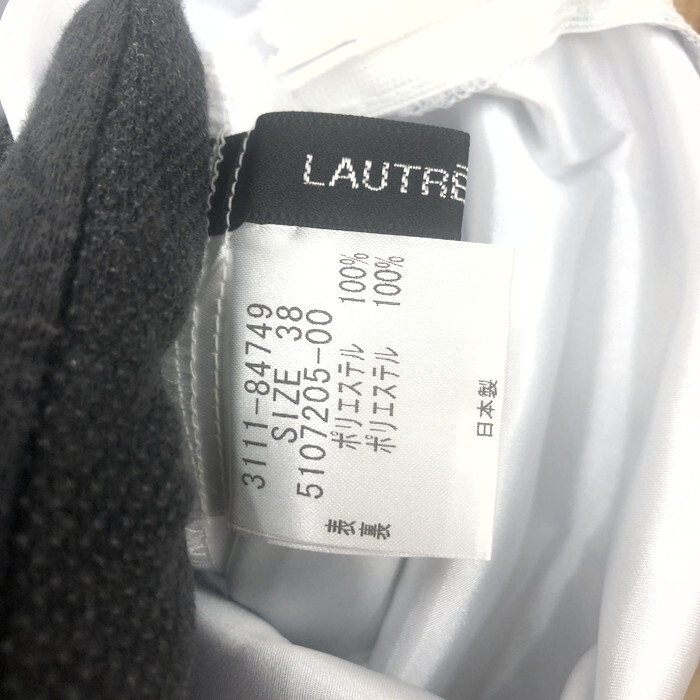 LAUTRÉ
3111-84749
SIZE 38
5107205-00
表 ポリエステル 100%
裏 ポリエステル 100%
日本製